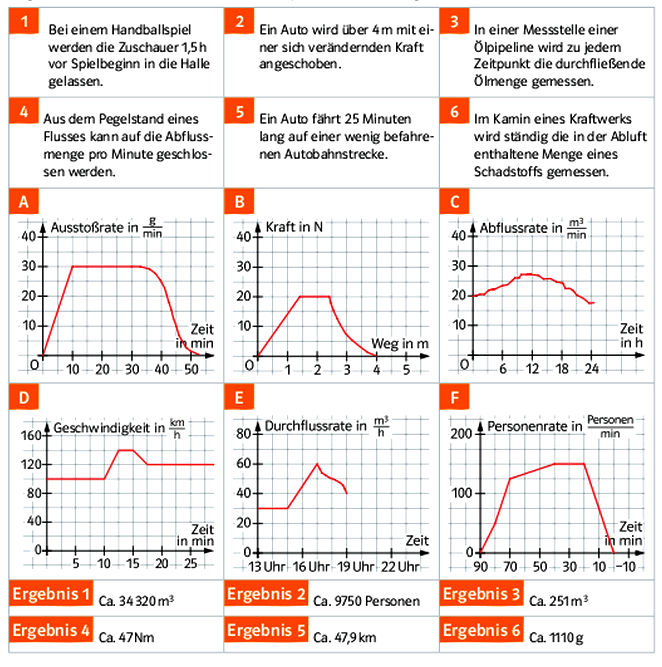 1
Bei einem Handballspiel
werden die Zuschauer 1,5 h
vor Spielbeginn in die Halle
gelassen.
2
Ein Auto wird über 4 m mit ei-
ner sich verändernden Kraft
angeschoben.
3
In einer Messstelle einer
Ölpipeline wird zu jedem
Zeitpunkt die durchfließende
Ölmenge gemessen.
4
Aus dem Pegelstand eines
Flusses kann auf die Abfluss-
menge pro Minute geschlos-
sen werden.
5
Ein Auto fährt 25 Minuten
lang auf einer wenig befahre-
nen Autobahnstrecke.
6
Im Kamin eines Kraftwerks
wird ständig die in der Abluft
enthaltene Menge eines
Schadstoffs gemessen.
A
Ausstoßrate in g/min
40
30
20
10
O
10 20 30 40 50
Zeit
in min
B
Kraft in N
40
30
20
10
O
1 2 3 4 5
Weg in m
C
Abflussrate in m³/min
40
30
20
10
O
6 12 18 24
Zeit
in h
D
Geschwindigkeit in km/h
160
120
80
40
0
5 10 15 20 25
Zeit
in min
E
Durchflussrate in m³/h
80
60
40
20
0
13 Uhr 16 Uhr 19 Uhr 22 Uhr
Zeit
F
Personenrate in Personen/min
200
100
0
90 70 50 30 10 −10
Zeit
in min
Ergebnis 1 Ca. 34 320 m³
Ergebnis 2 Ca. 9750 Personen
Ergebnis 3 Ca. 251 m³
Ergebnis 4 Ca. 47 Nm
Ergebnis 5 Ca. 47,9 km
Ergebnis 6 Ca. 1110 g